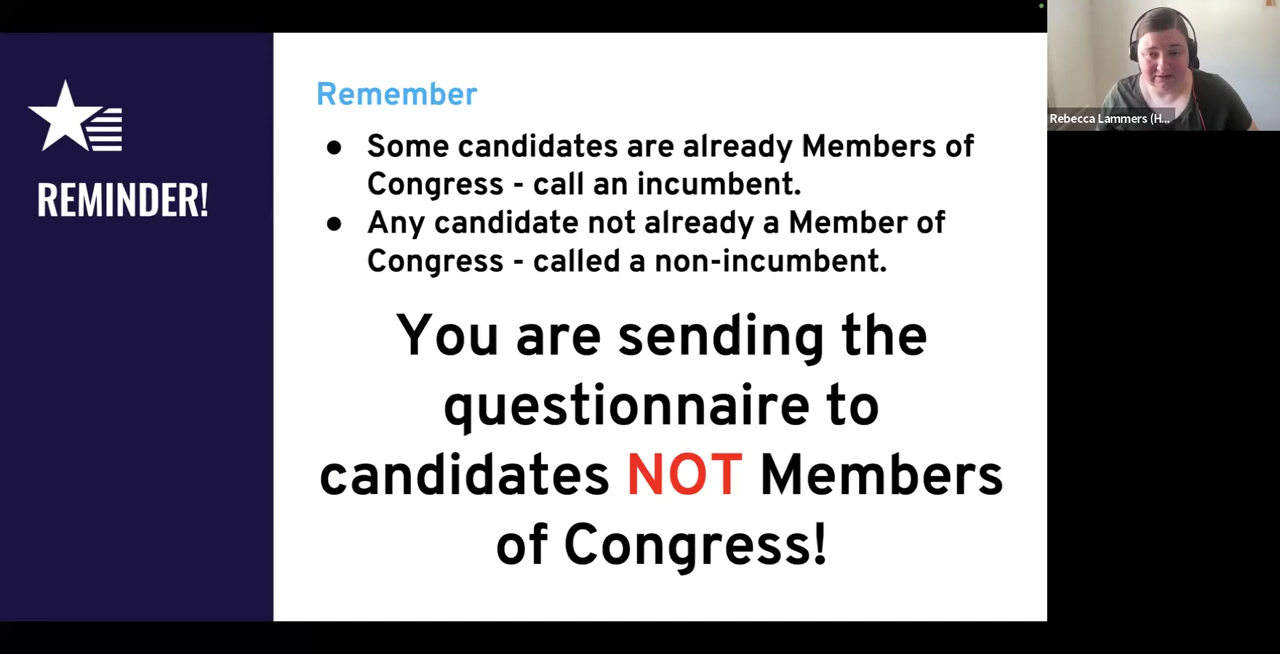 REMINDER!
Remember
● Some candidates are already Members of
Congress - call an incumbent.
● Any candidate not already a Member of
Congress - called a non-incumbent.
You are sending the
questionnaire to
candidates NOT Members
of Congress!
Rebecca Lammers (H...